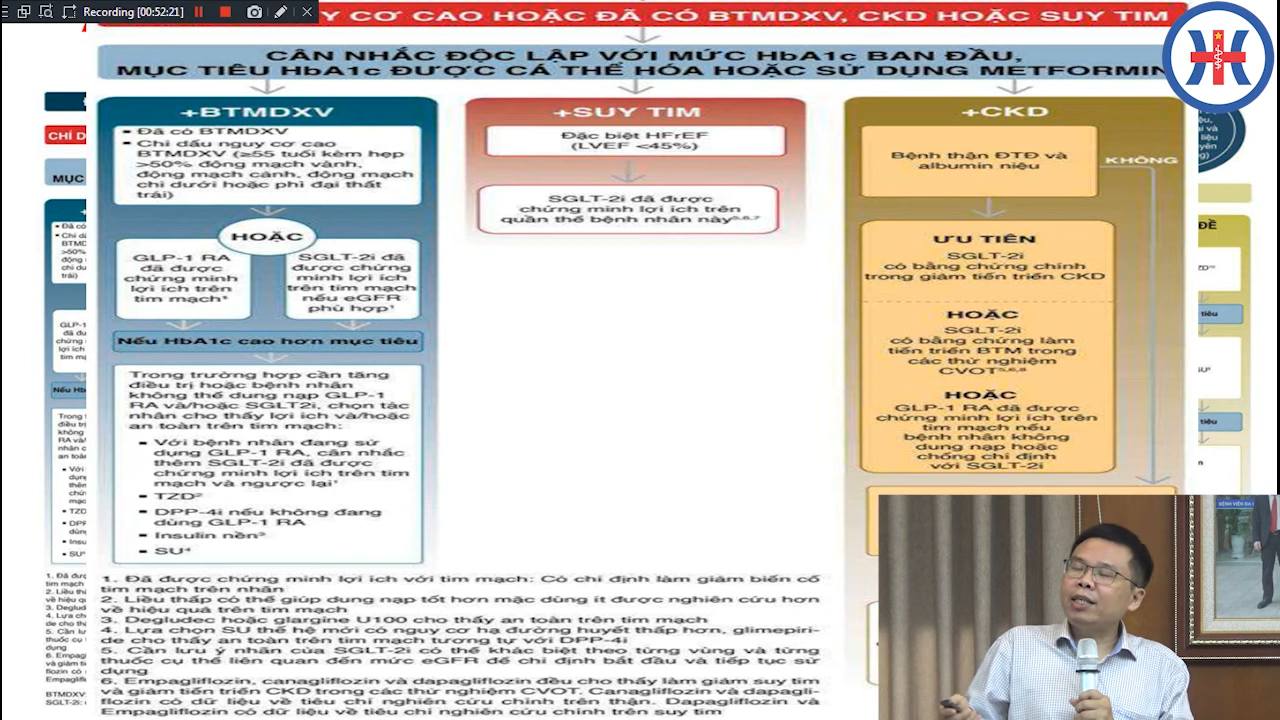 Recording [00:52:21]
Y CƠ CAO HOẶC ĐÃ CÓ BTMDXV, CKD HOẶC SUY TIM
CÂN NHẮC ĐỘC LẬP VỚI MỨC HbA1c BAN ĐẦU,
MỤC TIÊU HbA1c ĐƯỢC CÁ THỂ HÓA HOẶC SỬ DỤNG METFORMIN
+BTMDXV
▪ Đã có BTMDXV
▪ Chỉ dấu nguy cơ cao
BTMDXV (≥55 tuổi kèm hẹp
>50% động mạch vành,
động mạch cảnh, động mạch
chi dưới hoặc phì đại thất
trái)
HOẶC
GLP-1 RA
đã được
chứng minh
lợi ích trên
tim mạch¹
SGLT-2i đã
được chứng
minh lợi ích
trên tim mạch
nếu eGFR
phù hợp¹
Nếu HbA1c cao hơn mục tiêu
Trong trường hợp cần tăng
điều trị hoặc bệnh nhân
không thể dung nạp GLP-1
RA và/hoặc SGLT2i, chọn tác
nhân cho thấy lợi ích và/hoặc
an toàn trên tim mạch:
▪ Với bệnh nhân đang sử
dụng GLP-1 RA, cân nhắc
thêm SGLT-2i đã được
chứng minh lợi ích trên tim
mạch và ngược lại¹
▪ TZD²
▪ DPP-4i nếu không đang
dùng GLP-1 RA
▪ Insulin nền³
▪ SU⁴
+SUY TIM
Đặc biệt HFrEF
(LVEF <45%)
SGLT-2i đã được
chứng minh lợi ích trên
quần thể bệnh nhân này⁵,⁶,⁷
+CKD
Bệnh thận ĐTĐ và
albumin niệu
KHÔNG
ƯU TIÊN
SGLT-2i
có bằng chứng chính
trong giảm tiến triển CKD
HOẶC
SGLT-2i
có bằng chứng làm
tiến triển BTM trong
các thử nghiệm
CVOT⁵,⁶,⁸
HOẶC
GLP-1 RA đã được
chứng minh lợi ích trên
tim mạch nếu
bệnh nhân không
dung nạp hoặc
chống chỉ định
với SGLT-2i
1. Đã được chứng minh lợi ích với tim mạch: Có chỉ định làm giảm biến cố
tim mạch trên nhãn
2. Liều thấp có thể giúp dung nạp tốt hơn mặc dùng ít được nghiên cứu hơn
về hiệu quả trên tim mạch
3. Degludec hoặc glargine U100 cho thấy an toàn trên tim mạch
4. Lựa chọn SU thế hệ mới có nguy cơ hạ đường huyết thấp hơn, glimepiri-
de cho thấy an toàn trên tim mạch tương tự với DPP-4i
5. Cần lưu ý nhãn của SGLT-2i có thể khác biệt theo từng vùng và từng
thuốc cụ thể liên quan đến mức eGFR để chỉ định bắt đầu và tiếp tục sử
dụng
6. Empagliflozin, canagliflozin và dapagliflozin đều cho thấy làm giảm suy tim
và giảm tiến triển CKD trong các thử nghiệm CVOT. Canagliflozin và dapagli-
flozin có dữ liệu về tiêu chí nghiên cứu chính trên thận. Dapagliflozin và
Empagliflozin có dữ liệu về tiêu chí nghiên cứu chính trên suy tim